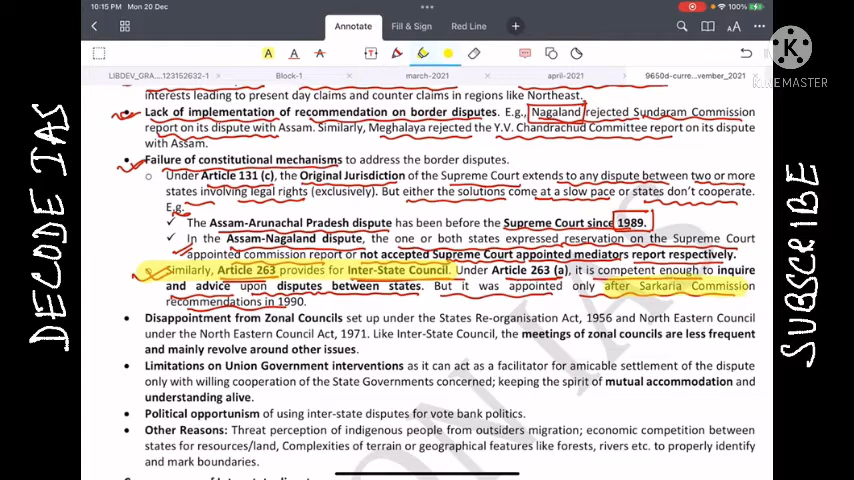 10:15 PM Mon 20 Dec
100%
Annotate
Fill & Sign
Red Line
LIBDEV_GRA...123152632-1
Block-1
march-2021
april-2021
9650d-curre...vember_2021
KINEMASTER
DECODE IAS
SUBSCRIBE
interests leading to present day claims and counter claims in regions like Northeast.
• Lack of implementation of recommendation on border disputes. E.g., Nagaland rejected Sundaram Commission
report on its dispute with Assam. Similarly, Meghalaya rejected the Y.V. Chandrachud Committee report on its dispute
with Assam.
• Failure of constitutional mechanisms to address the border disputes.
o Under Article 131 (c), the Original Jurisdiction of the Supreme Court extends to any dispute between two or more
states involving legal rights (exclusively). But either the solutions come at a slow pace or states don't cooperate.
E.g.
✓ The Assam-Arunachal Pradesh dispute has been before the Supreme Court since 1989.
✓ In the Assam-Nagaland dispute, the one or both states expressed reservation on the Supreme Court
appointed commission report or not accepted Supreme Court appointed mediators report respectively.
o Similarly, Article 263 provides for Inter-State Council. Under Article 263 (a), it is competent enough to inquire
and advice upon disputes between states. But it was appointed only after Sarkaria Commission
recommendations in 1990.
• Disappointment from Zonal Councils set up under the States Re-organisation Act, 1956 and North Eastern Council
under the North Eastern Council Act, 1971. Like Inter-State Council, the meetings of zonal councils are less frequent
and mainly revolve around other issues.
• Limitations on Union Government interventions as it can act as a facilitator for amicable settlement of the dispute
only with willing cooperation of the State Governments concerned; keeping the spirit of mutual accommodation and
understanding alive.
• Political opportunism of using inter-state disputes for vote bank politics.
• Other Reasons: Threat perception of indigenous people from outsiders migration; economic competition between
states for resources/land, Complexities of terrain or geographical features like forests, rivers etc. to properly identify
and mark boundaries.